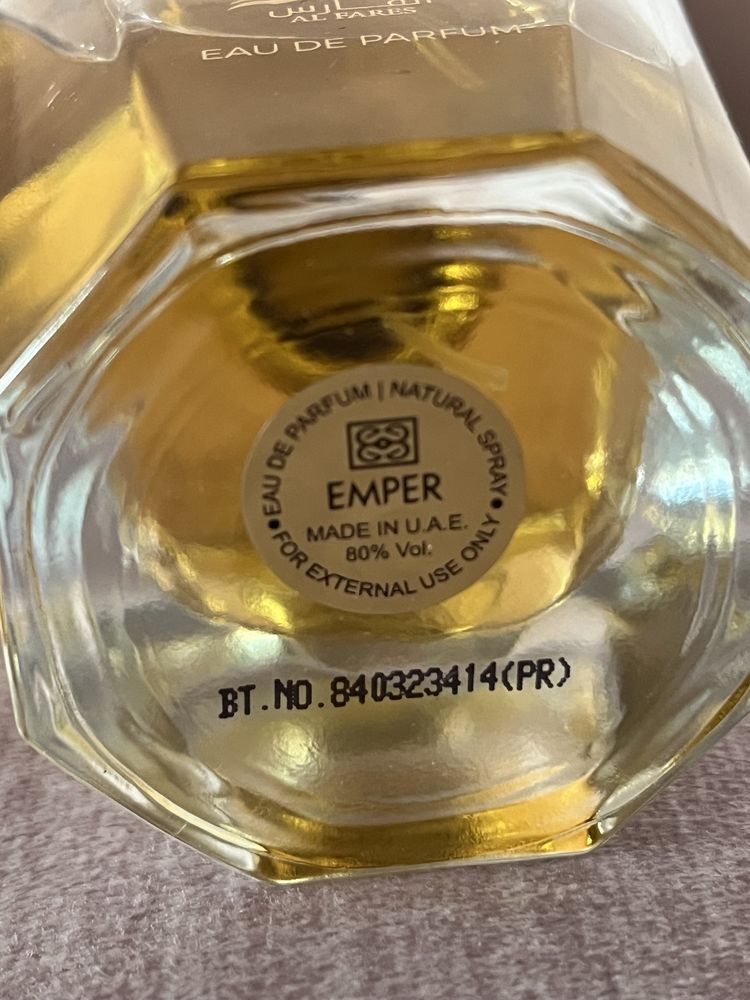 الفارس
AL FARES
EAU DE PARFUM
EAU DE PARFUM | NATURAL SPRAY
EMPER
MADE IN U.A.E.
80% Vol.
• FOR EXTERNAL USE ONLY •
BT.NO.840323414(PR)